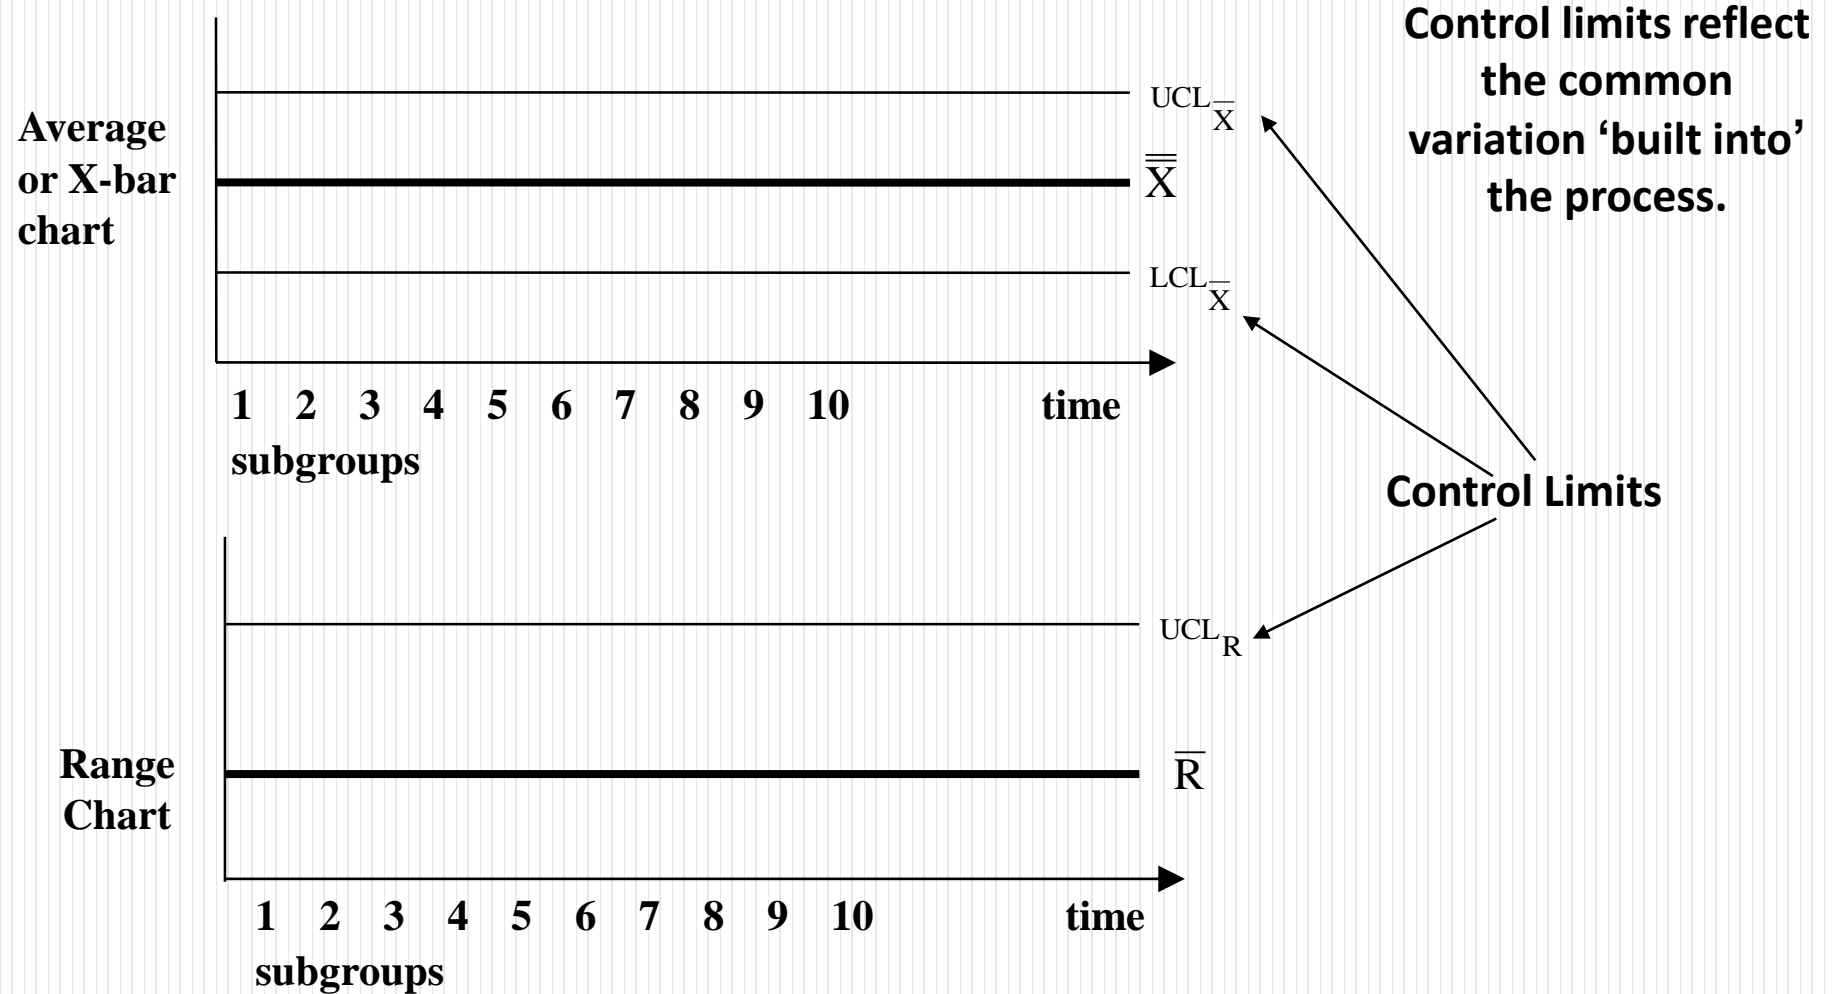 Control limits reflect
the common
variation ‘built into’
the process.
Average
or X-bar
chart
UCL X̅
X̿
LCL X̅
1 2 3 4 5 6 7 8 9 10 time
subgroups
Control Limits
UCL R
Range
Chart
R̅
1 2 3 4 5 6 7 8 9 10 time
subgroups